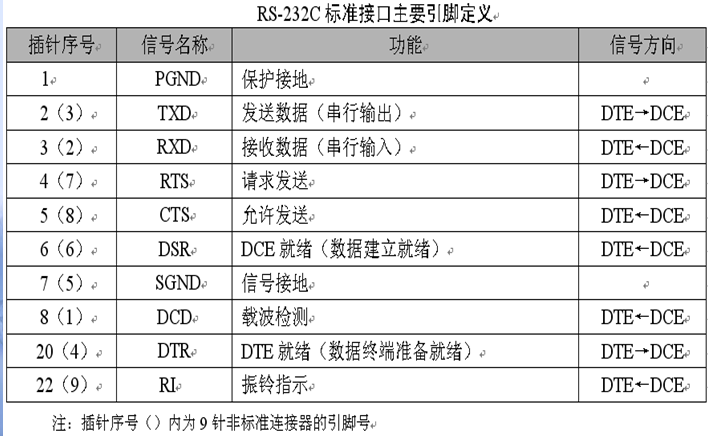 RS-232C 标准接口主要引脚定义
插针序号 信号名称 功能 信号方向
1 PGND 保护接地
2（3） TXD 发送数据（串行输出） DTE→DCE
3（2） RXD 接收数据（串行输入） DTE←DCE
4（7） RTS 请求发送 DTE→DCE
5（8） CTS 允许发送 DTE←DCE
6（6） DSR DCE 就绪（数据建立就绪） DTE←DCE
7（5） SGND 信号接地
8（1） DCD 载波检测 DTE←DCE
20（4） DTR DTE 就绪（数据终端准备就绪） DTE→DCE
22（9） RI 振铃指示 DTE←DCE
注：插针序号（）内为 9 针非标准连接器的引脚号